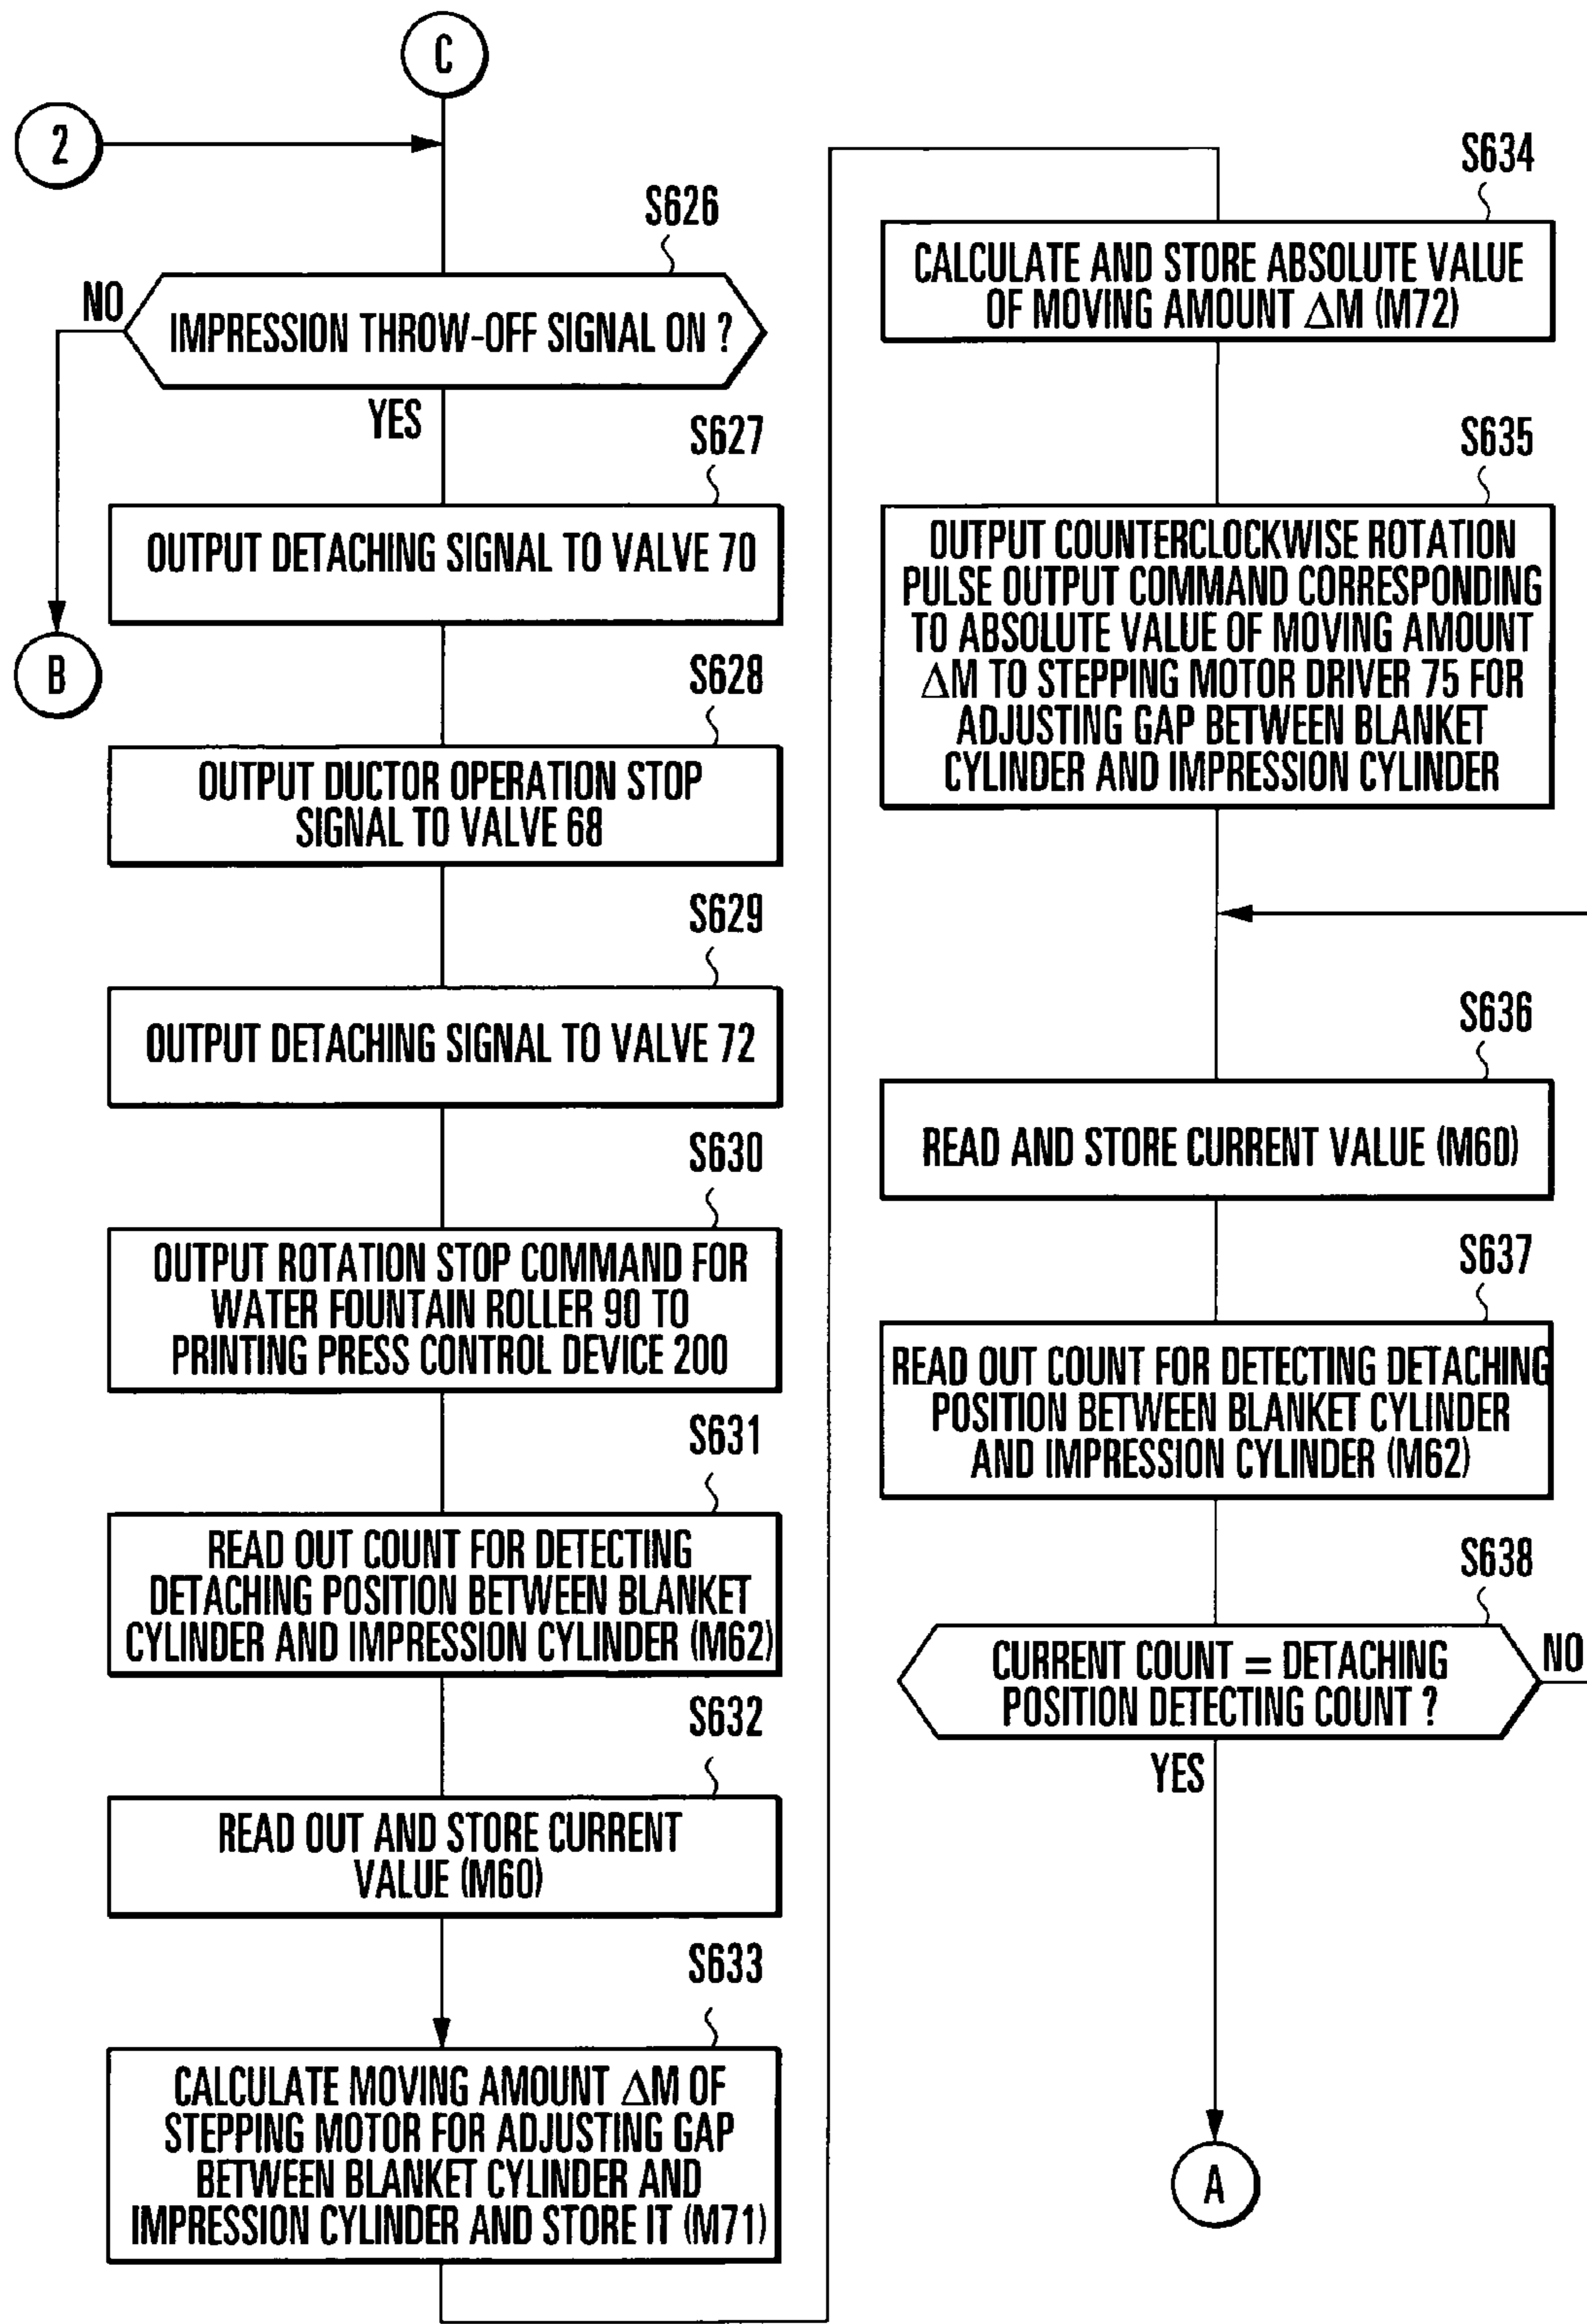 C
2
S626
NO
IMPRESSION THROW-OFF SIGNAL ON ?
YES
S627
OUTPUT DETACHING SIGNAL TO VALVE 70
B
S628
OUTPUT DUCTOR OPERATION STOP
SIGNAL TO VALVE 68
S629
OUTPUT DETACHING SIGNAL TO VALVE 72
S630
OUTPUT ROTATION STOP COMMAND FOR
WATER FOUNTAIN ROLLER 90 TO
PRINTING PRESS CONTROL DEVICE 200
S631
READ OUT COUNT FOR DETECTING
DETACHING POSITION BETWEEN BLANKET
CYLINDER AND IMPRESSION CYLINDER (M62)
S632
READ OUT AND STORE CURRENT
VALUE (M60)
S633
CALCULATE MOVING AMOUNT ΔM OF
STEPPING MOTOR FOR ADJUSTING GAP
BETWEEN BLANKET CYLINDER AND
IMPRESSION CYLINDER AND STORE IT (M71)
S634
CALCULATE AND STORE ABSOLUTE VALUE
OF MOVING AMOUNT ΔM (M72)
S635
OUTPUT COUNTERCLOCKWISE ROTATION
PULSE OUTPUT COMMAND CORRESPONDING
TO ABSOLUTE VALUE OF MOVING AMOUNT
ΔM TO STEPPING MOTOR DRIVER 75 FOR
ADJUSTING GAP BETWEEN BLANKET
CYLINDER AND IMPRESSION CYLINDER
S636
READ AND STORE CURRENT VALUE (M60)
S637
READ OUT COUNT FOR DETECTING DETACHING
POSITION BETWEEN BLANKET CYLINDER
AND IMPRESSION CYLINDER (M62)
S638
CURRENT COUNT = DETACHING
POSITION DETECTING COUNT ?
NO
YES
A